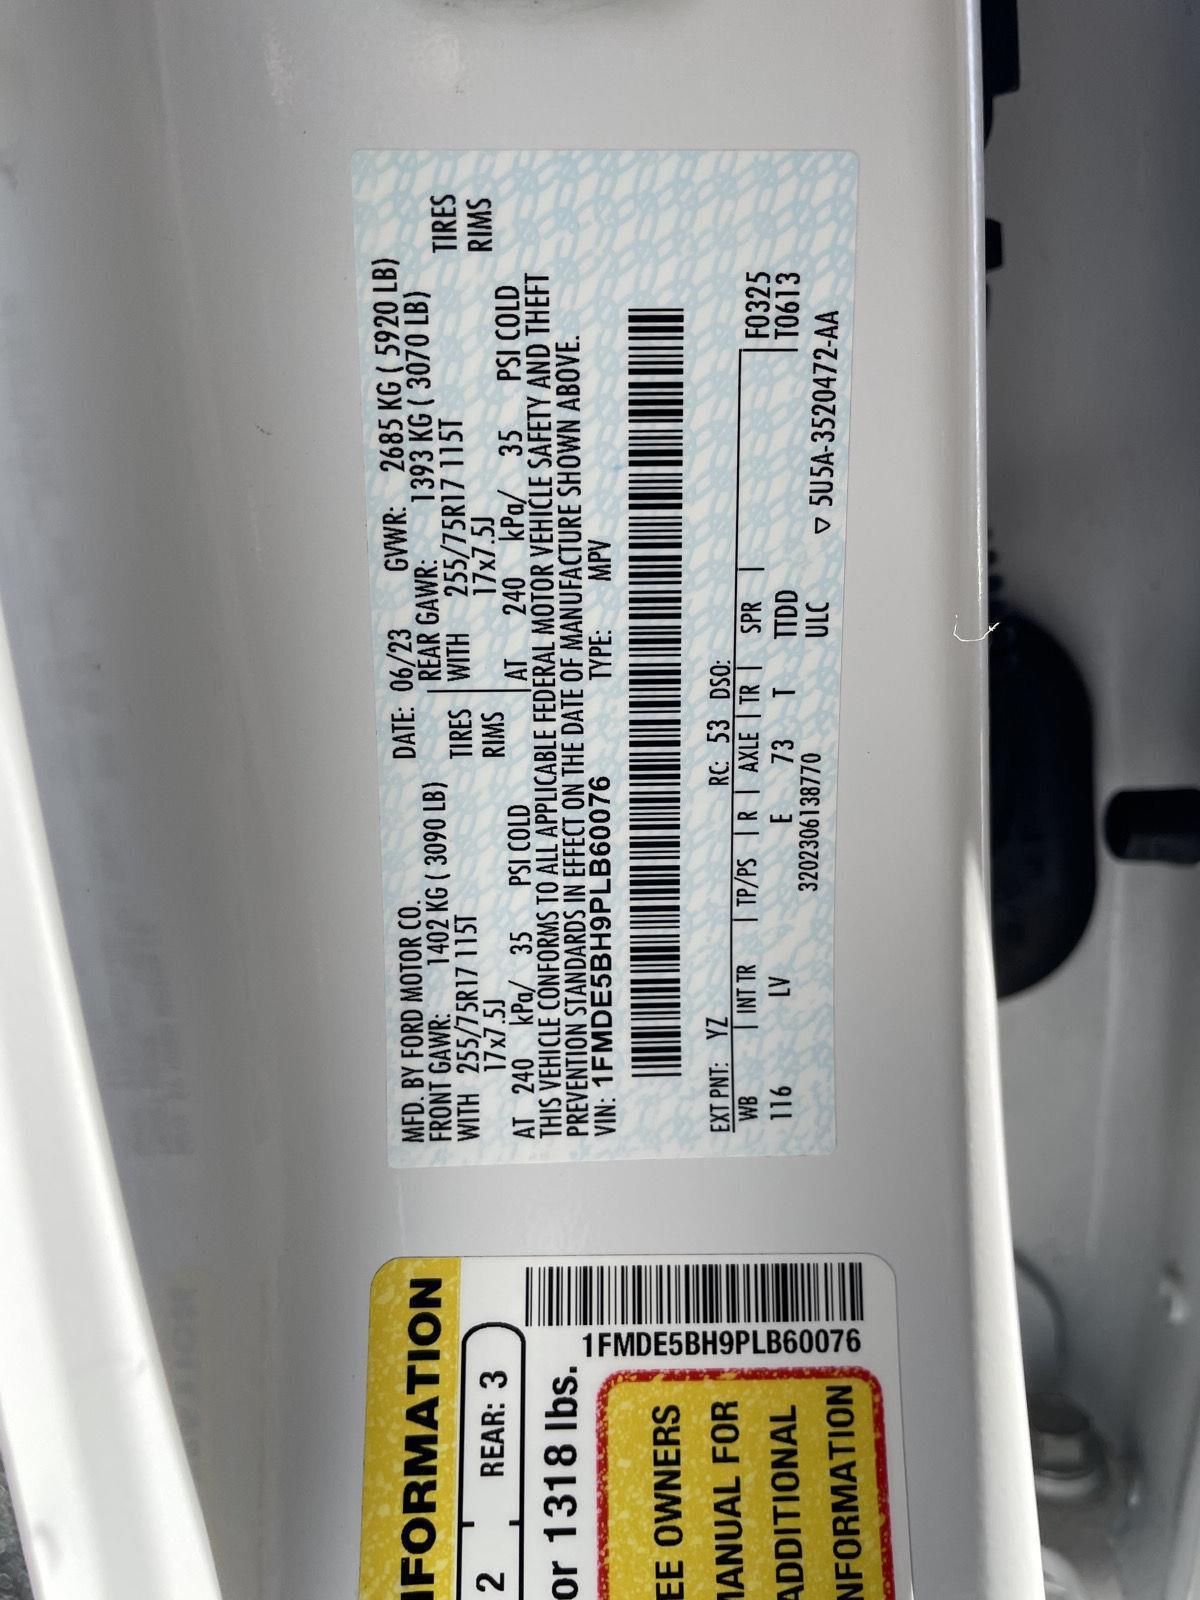 MFD. BY FORD MOTOR CO. DATE: 06/23 GVWR: 2685 KG ( 5920 LB)
FRONT GAWR: 1402 KG ( 3090 LB) REAR GAWR: 1393 KG ( 3070 LB)
WITH 255/75R17 115T TIRES WITH 255/75R17 115T TIRES
17x7.5J RIMS 17x7.5J RIMS
AT 240 kPa/ 35 PSI COLD AT 240 kPa/ 35 PSI COLD
THIS VEHICLE CONFORMS TO ALL APPLICABLE FEDERAL MOTOR VEHICLE SAFETY AND THEFT
PREVENTION STANDARDS IN EFFECT ON THE DATE OF MANUFACTURE SHOWN ABOVE.
VIN: 1FMDE5BH9PLB60076 TYPE: MPV
EXT PNT: YZ RC: 53 DSO:
WB | INT TR | TP/PS | R | AXLE | TR | SPR | F0325
116 LV E 73 T TTDD T0613
3202306138770 ULC
▽ 5U5A-3520472-AA
NFORMATION
2 REAR: 3
or 1318 lbs.
1FMDE5BH9PLB60076
EE OWNERS
MANUAL FOR
ADDITIONAL
NFORMATION